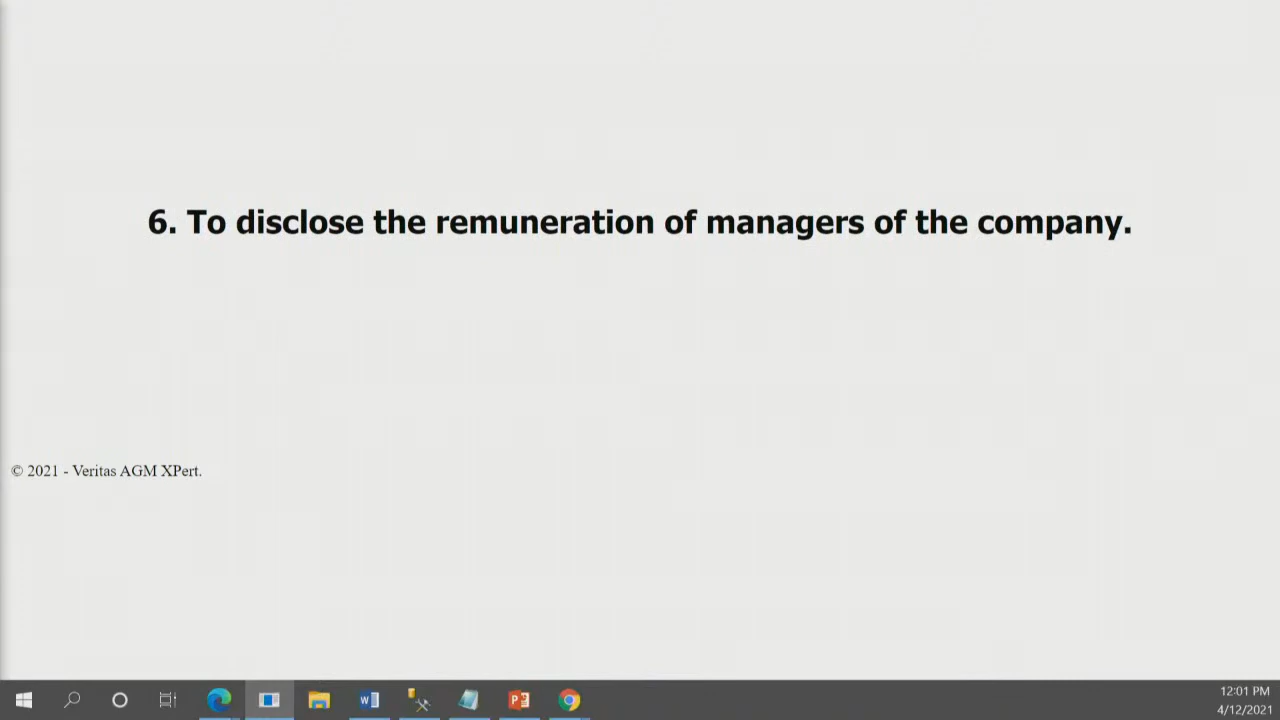 6. To disclose the remuneration of managers of the company.
© 2021 - Veritas AGM XPert.
12:01 PM
4/12/2021